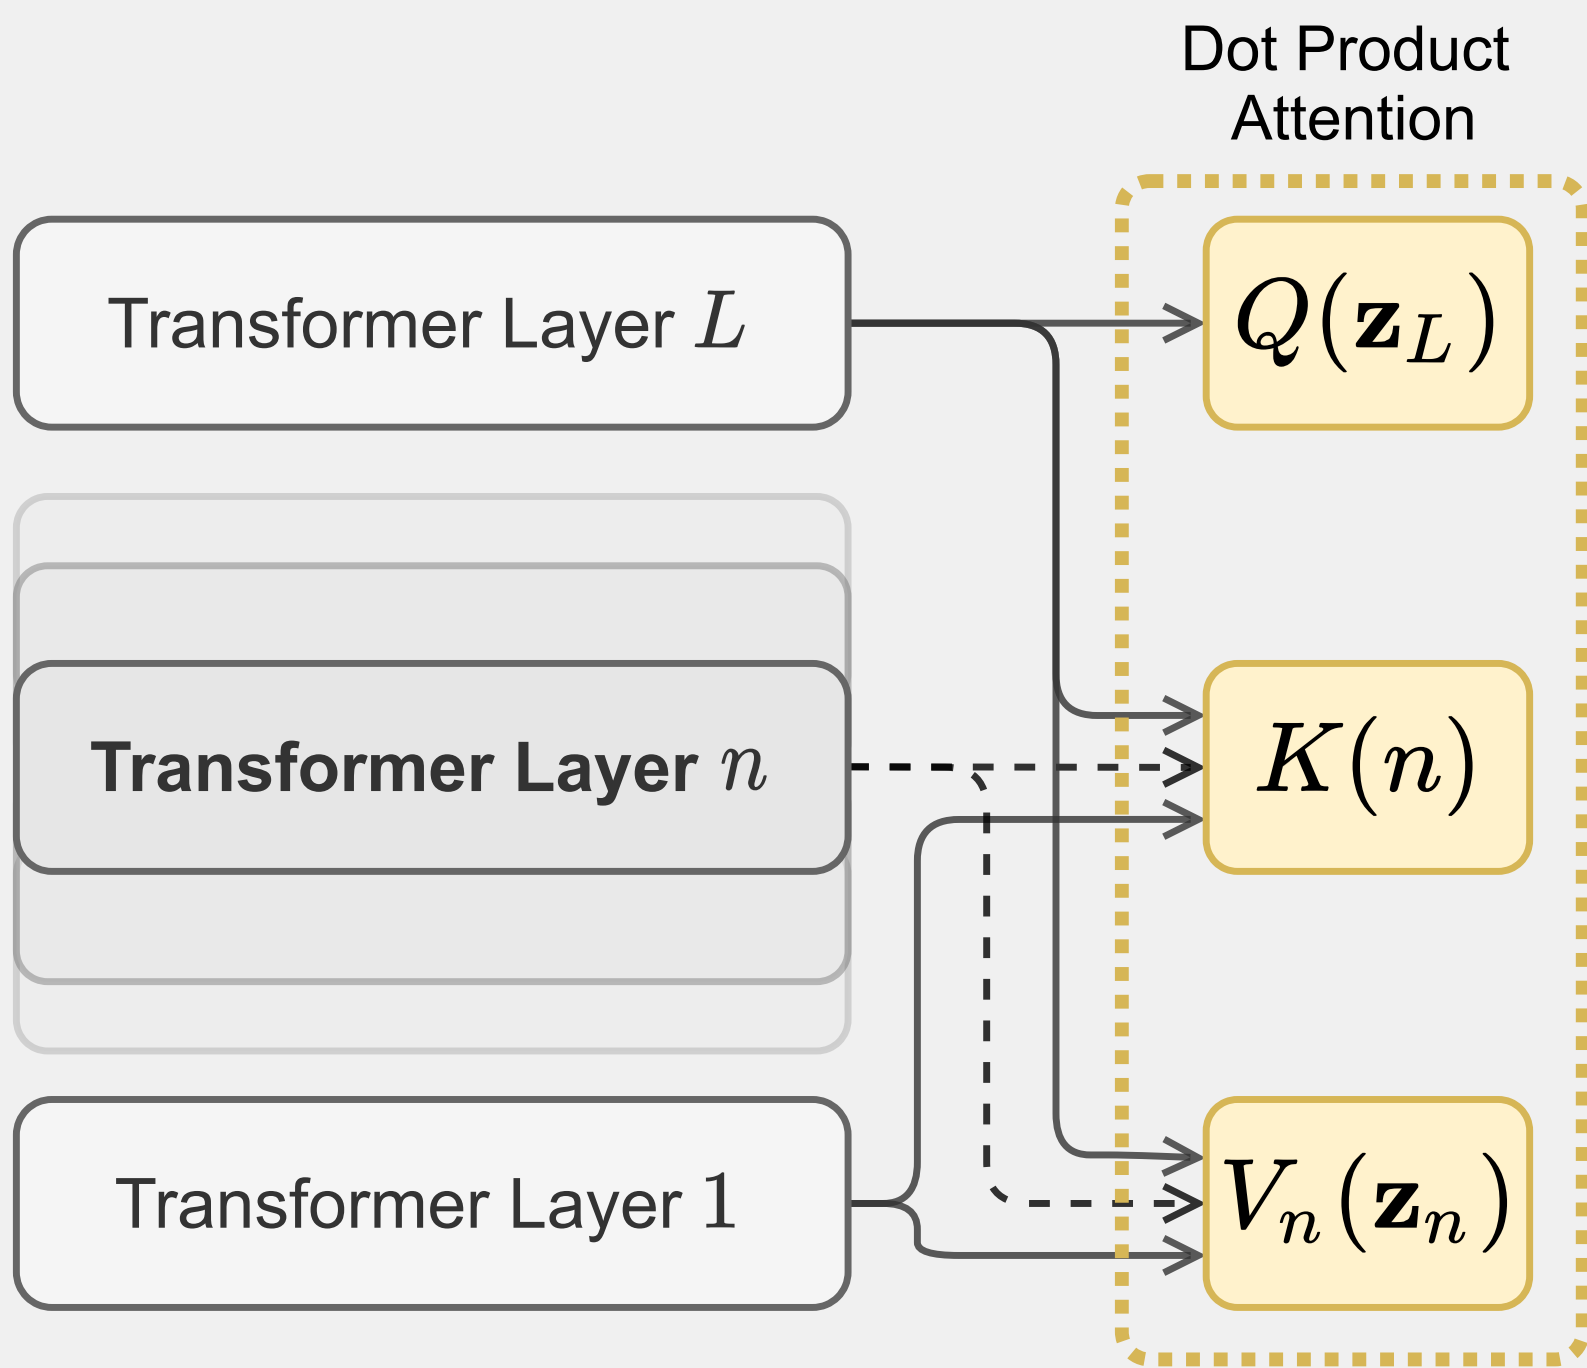 Dot Product
Attention
Transformer Layer L
Q(z_L)
Transformer Layer n
K(n)
Transformer Layer 1
V_n(z_n)